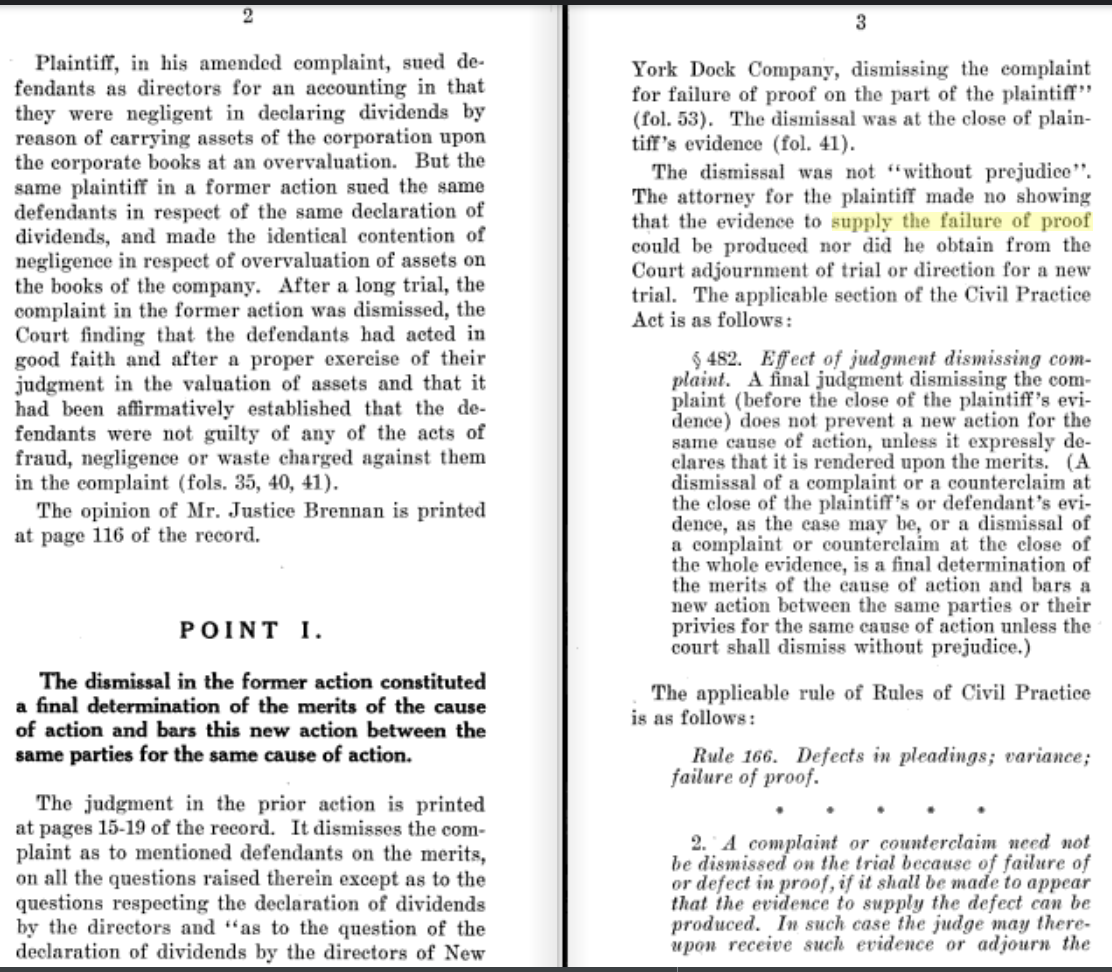 2
Plaintiff, in his amended complaint, sued de-
fendants as directors for an accounting in that
they were negligent in declaring dividends by
reason of carrying assets of the corporation upon
the corporate books at an overvaluation. But the
same plaintiff in a former action sued the same
defendants in respect of the same declaration of
dividends, and made the identical contention of
negligence in respect of overvaluation of assets on
the books of the company. After a long trial, the
complaint in the former action was dismissed, the
Court finding that the defendants had acted in
good faith and after a proper exercise of their
judgment in the valuation of assets and that it
had been affirmatively established that the de-
fendants were not guilty of any of the acts of
fraud, negligence or waste charged against them
in the complaint (fols. 35, 40, 41).
The opinion of Mr. Justice Brennan is printed
at page 116 of the record.
POINT I.
The dismissal in the former action constituted
a final determination of the merits of the cause
of action and bars this new action between the
same parties for the same cause of action.
The judgment in the prior action is printed
at pages 15-19 of the record. It dismisses the com-
plaint as to mentioned defendants on the merits,
on all the questions raised therein except as to the
questions respecting the declaration of dividends
by the directors and "as to the question of the
declaration of dividends by the directors of New
3
York Dock Company, dismissing the complaint
for failure of proof on the part of the plaintiff"
(fol. 53). The dismissal was at the close of plain-
tiff's evidence (fol. 41).
The dismissal was not "without prejudice".
The attorney for the plaintiff made no showing
that the evidence to supply the failure of proof
could be produced nor did he obtain from the
Court adjournment of trial or direction for a new
trial. The applicable section of the Civil Practice
Act is as follows:
§ 482. Effect of judgment dismissing com-
plaint. A final judgment dismissing the com-
plaint (before the close of the plaintiff's evi-
dence) does not prevent a new action for the
same cause of action, unless it expressly de-
clares that it is rendered upon the merits. (A
dismissal of a complaint or a counterclaim at
the close of the plaintiff's or defendant's evi-
dence, as the case may be, or a dismissal of
a complaint or counterclaim at the close of
the whole evidence, is a final determination of
the merits of the cause of action and bars a
new action between the same parties or their
privies for the same cause of action unless the
court shall dismiss without prejudice.)
The applicable rule of Rules of Civil Practice
is as follows:
Rule 166. Defects in pleadings; variance;
failure of proof.
* * * * *
2. A complaint or counterclaim need not
be dismissed on the trial because of failure of
or defect in proof, if it shall be made to appear
that the evidence to supply the defect can be
produced. In such case the judge may there-
upon receive such evidence or adjourn the